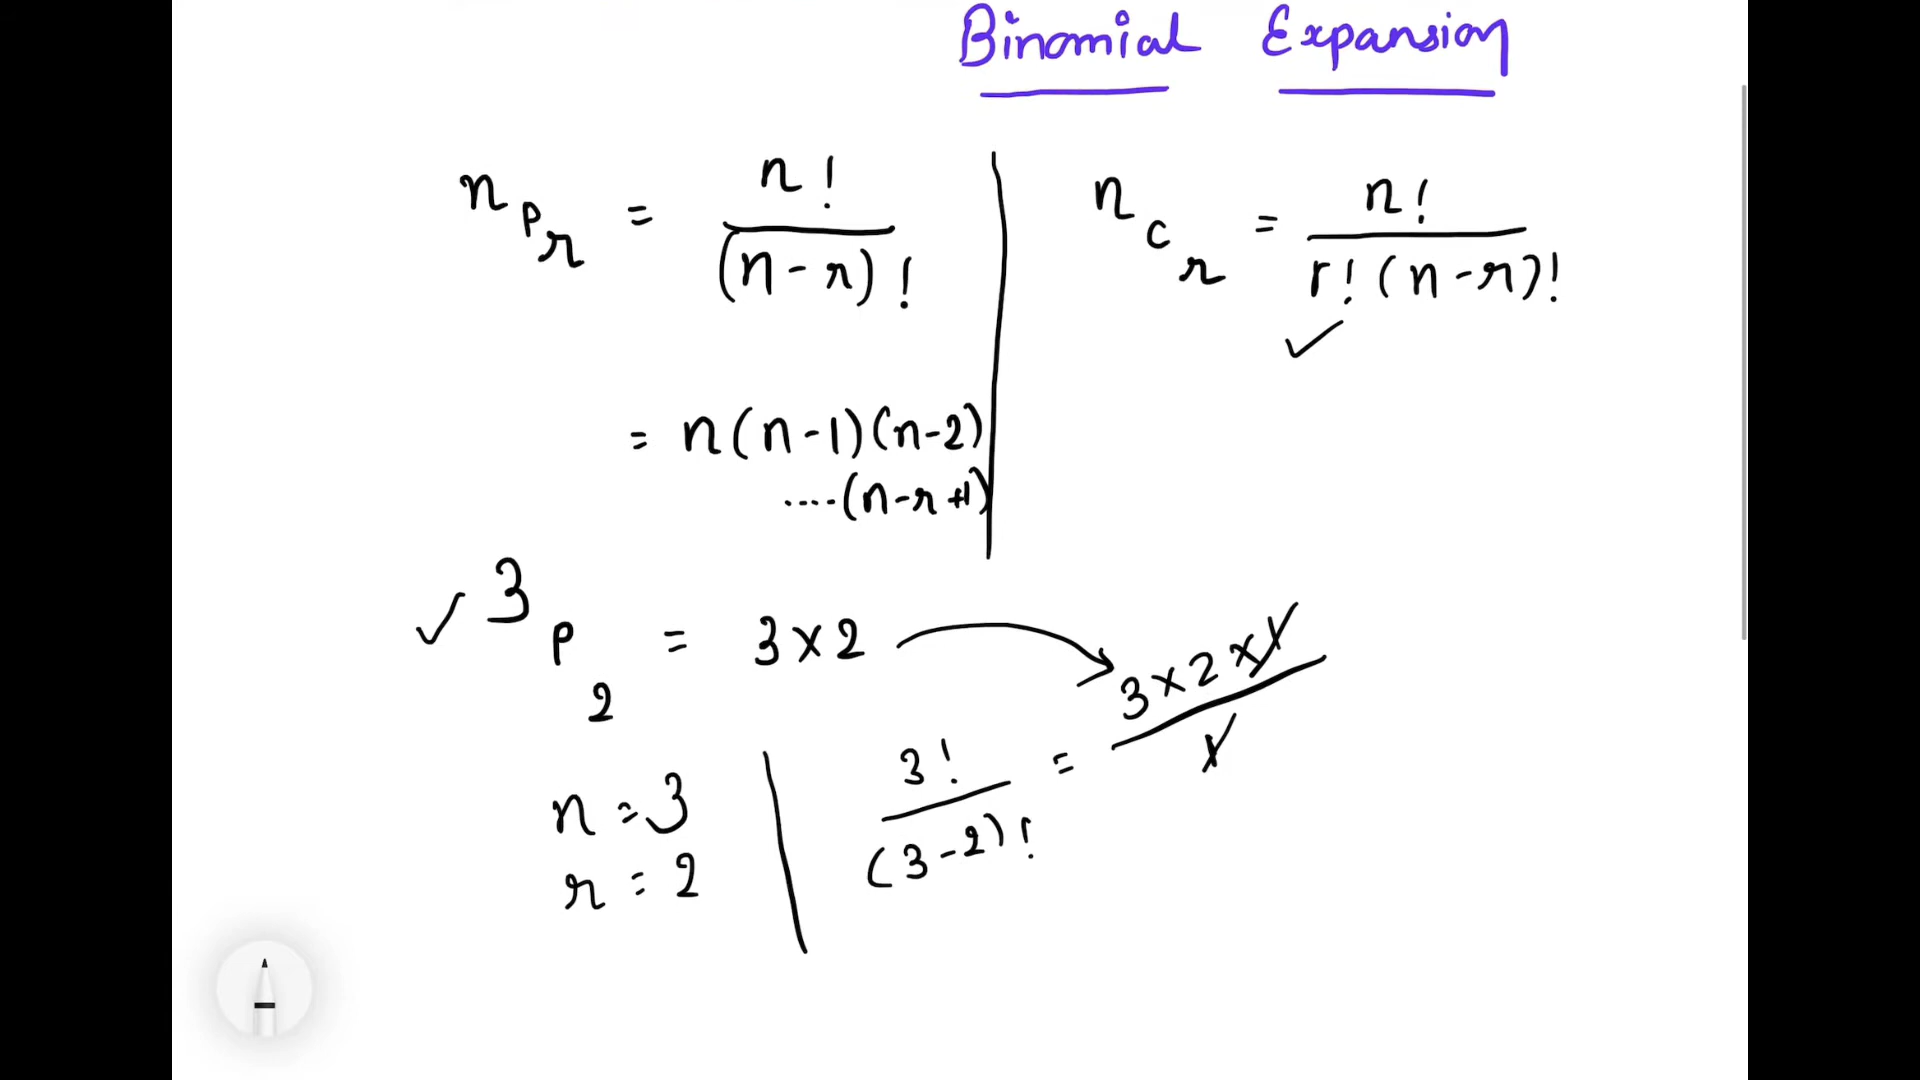 Binomial Expansion
nPr = n! / (n-r)!
nCr = n! / r!(n-r)!
= n(n-1)(n-2)
....(n-r+1)
✓ 3P2 = 3×2 → 3×2×1 / 1
n = 3
r = 2
3! / (3-2)! =